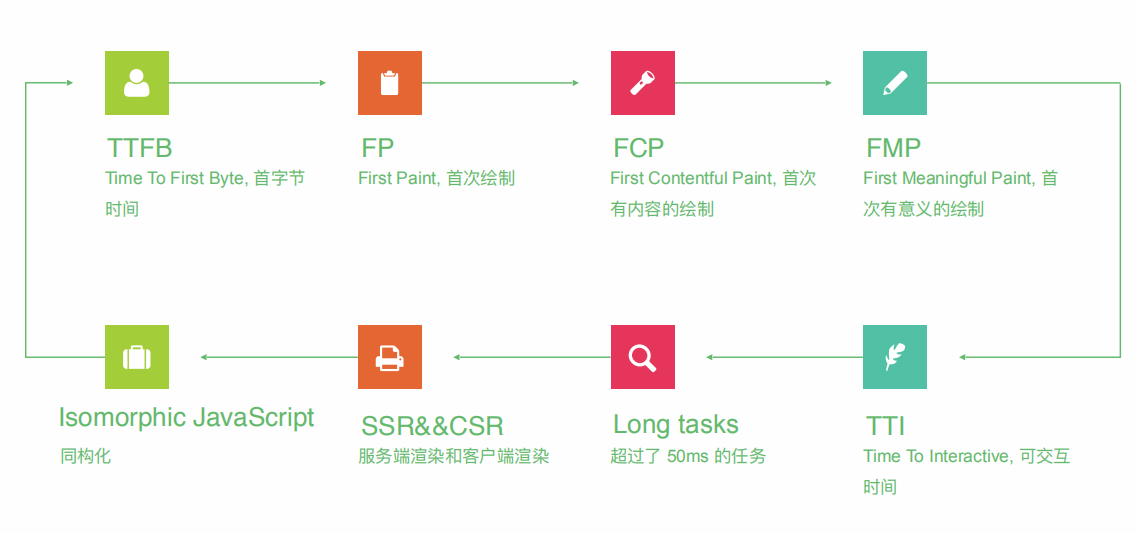 TTFB
Time To First Byte, 首字节
时间
FP
First Paint, 首次绘制
FCP
First Contentful Paint, 首次
有内容的绘制
FMP
First Meaningful Paint, 首
次有意义的绘制
Isomorphic JavaScript
同构化
SSR&&CSR
服务端渲染和客户端渲染
Long tasks
超过了 50ms 的任务
TTI
Time To Interactive, 可交互
时间